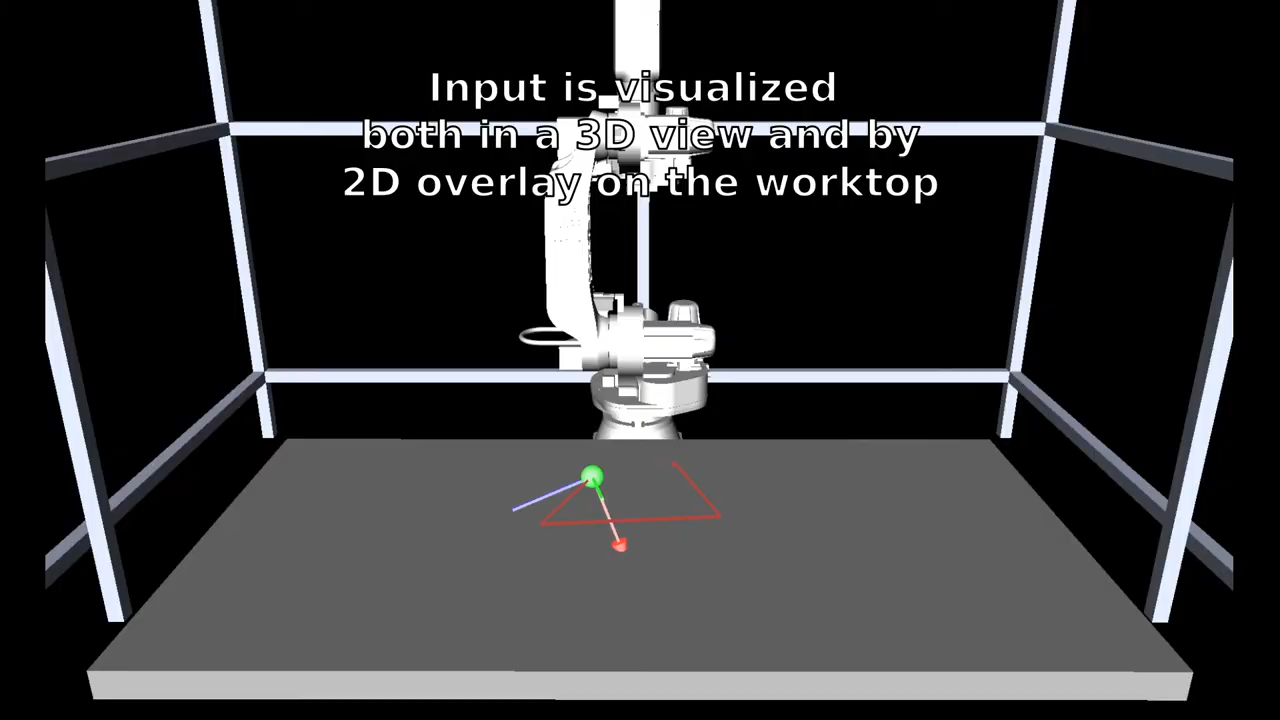 Input is visualized
both in a 3D view and by
2D overlay on the worktop